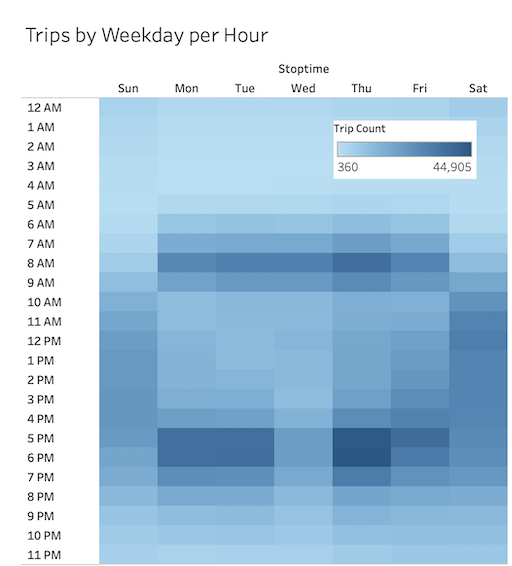 Trips by Weekday per Hour
Stoptime
Sun Mon Tue Wed Thu Fri Sat
12 AM
1 AM
Trip Count
2 AM
3 AM
360 44,905
4 AM
5 AM
6 AM
7 AM
8 AM
9 AM
10 AM
11 AM
12 PM
1 PM
2 PM
3 PM
4 PM
5 PM
6 PM
7 PM
8 PM
9 PM
10 PM
11 PM